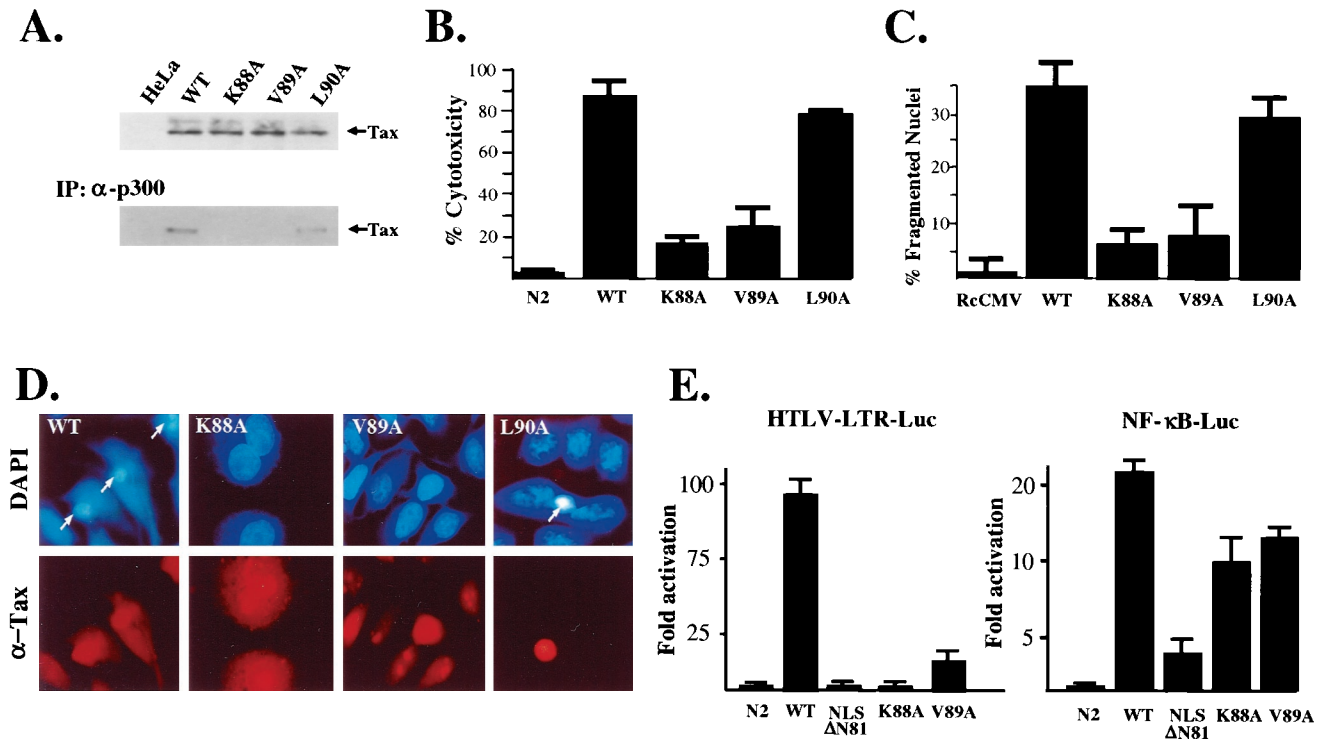 A.
HeLa
WT
K88A
V89A
L90A
←Tax
IP: α-p300
←Tax
B.
% Cytotoxicity
100
80
60
40
20
N2 WT K88A V89A L90A
C.
% Fragmented Nuclei
30
30
10
RcCMV WT K88A V89A L90A
D.
WT K88A V89A L90A
DAPI
α–Tax
E.
HTLV-LTR-Luc
Fold activation
100
75
25
N2 WT NLS ΔN81 K88A V89A
NF-κB-Luc
Fold activation
20
10
5
N2 WT NLS ΔN81 K88A V89A